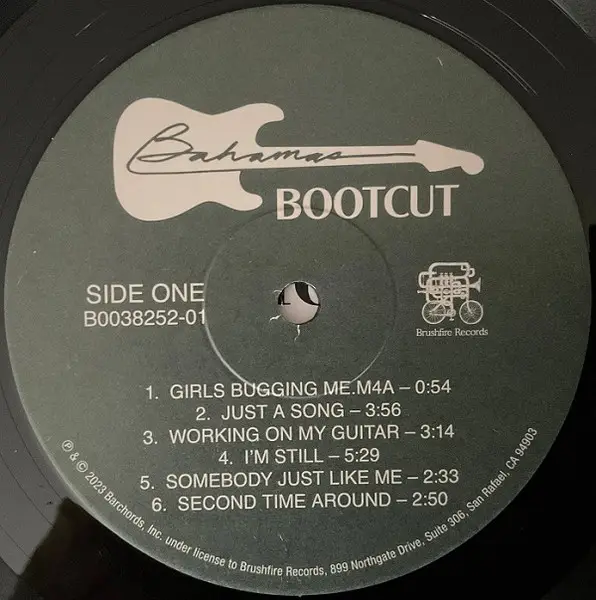 Bahamas
BOOTCUT
SIDE ONE
B0038252-01
Brushfire Records
1. GIRLS BUGGING ME.M4A – 0:54
2. JUST A SONG – 3:56
3. WORKING ON MY GUITAR – 3:14
4. I'M STILL – 5:29
5. SOMEBODY JUST LIKE ME – 2:33
6. SECOND TIME AROUND – 2:50
℗ & © 2023 Barchords, Inc. under license to Brushfire Records, 899 Northgate Drive, Suite 306, San Rafael, CA 94903